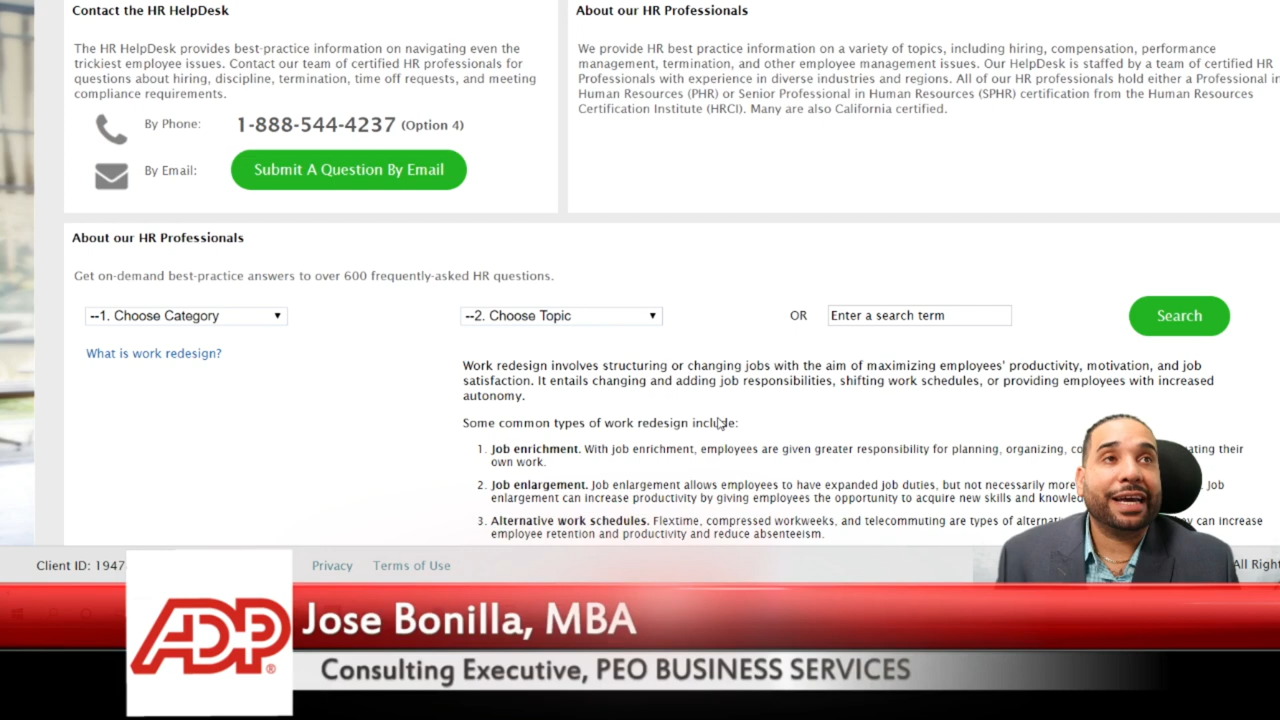 Contact the HR HelpDesk
The HR HelpDesk provides best-practice information on navigating even the
trickiest employee issues. Contact our team of certified HR professionals for
questions about hiring, discipline, termination, time off requests, and meeting
compliance requirements.
By Phone: 1-888-544-4237 (Option 4)
By Email: Submit A Question By Email
About our HR Professionals
We provide HR best practice information on a variety of topics, including hiring, compensation, performance
management, termination, and other employee management issues. Our HelpDesk is staffed by a team of certified HR
Professionals with experience in diverse industries and regions. All of our HR professionals hold either a Professional in
Human Resources (PHR) or Senior Professional in Human Resources (SPHR) certification from the Human Resources
Certification Institute (HRCI). Many are also California certified.
About our HR Professionals
Get on-demand best-practice answers to over 600 frequently-asked HR questions.
--1. Choose Category --2. Choose Topic OR Enter a search term Search
What is work redesign?
Work redesign involves structuring or changing jobs with the aim of maximizing employees' productivity, motivation, and job
satisfaction. It entails changing and adding job responsibilities, shifting work schedules, or providing employees with increased
autonomy.
Some common types of work redesign include:
1. Job enrichment. With job enrichment, employees are given greater responsibility for planning, organizing, their
own work.
2. Job enlargement. Job enlargement allows employees to have expanded job duties, but not necessarily more Job
enlargement can increase productivity by giving employees the opportunity to acquire new skills and
3. Alternative work schedules. Flextime, compressed workweeks, and telecommuting are types of can increase
employee retention and productivity and reduce absenteeism.
Client ID: 1947 Privacy Terms of Use All
ADP
Jose Bonilla, MBA
Consulting Executive, PEO BUSINESS SERVICES